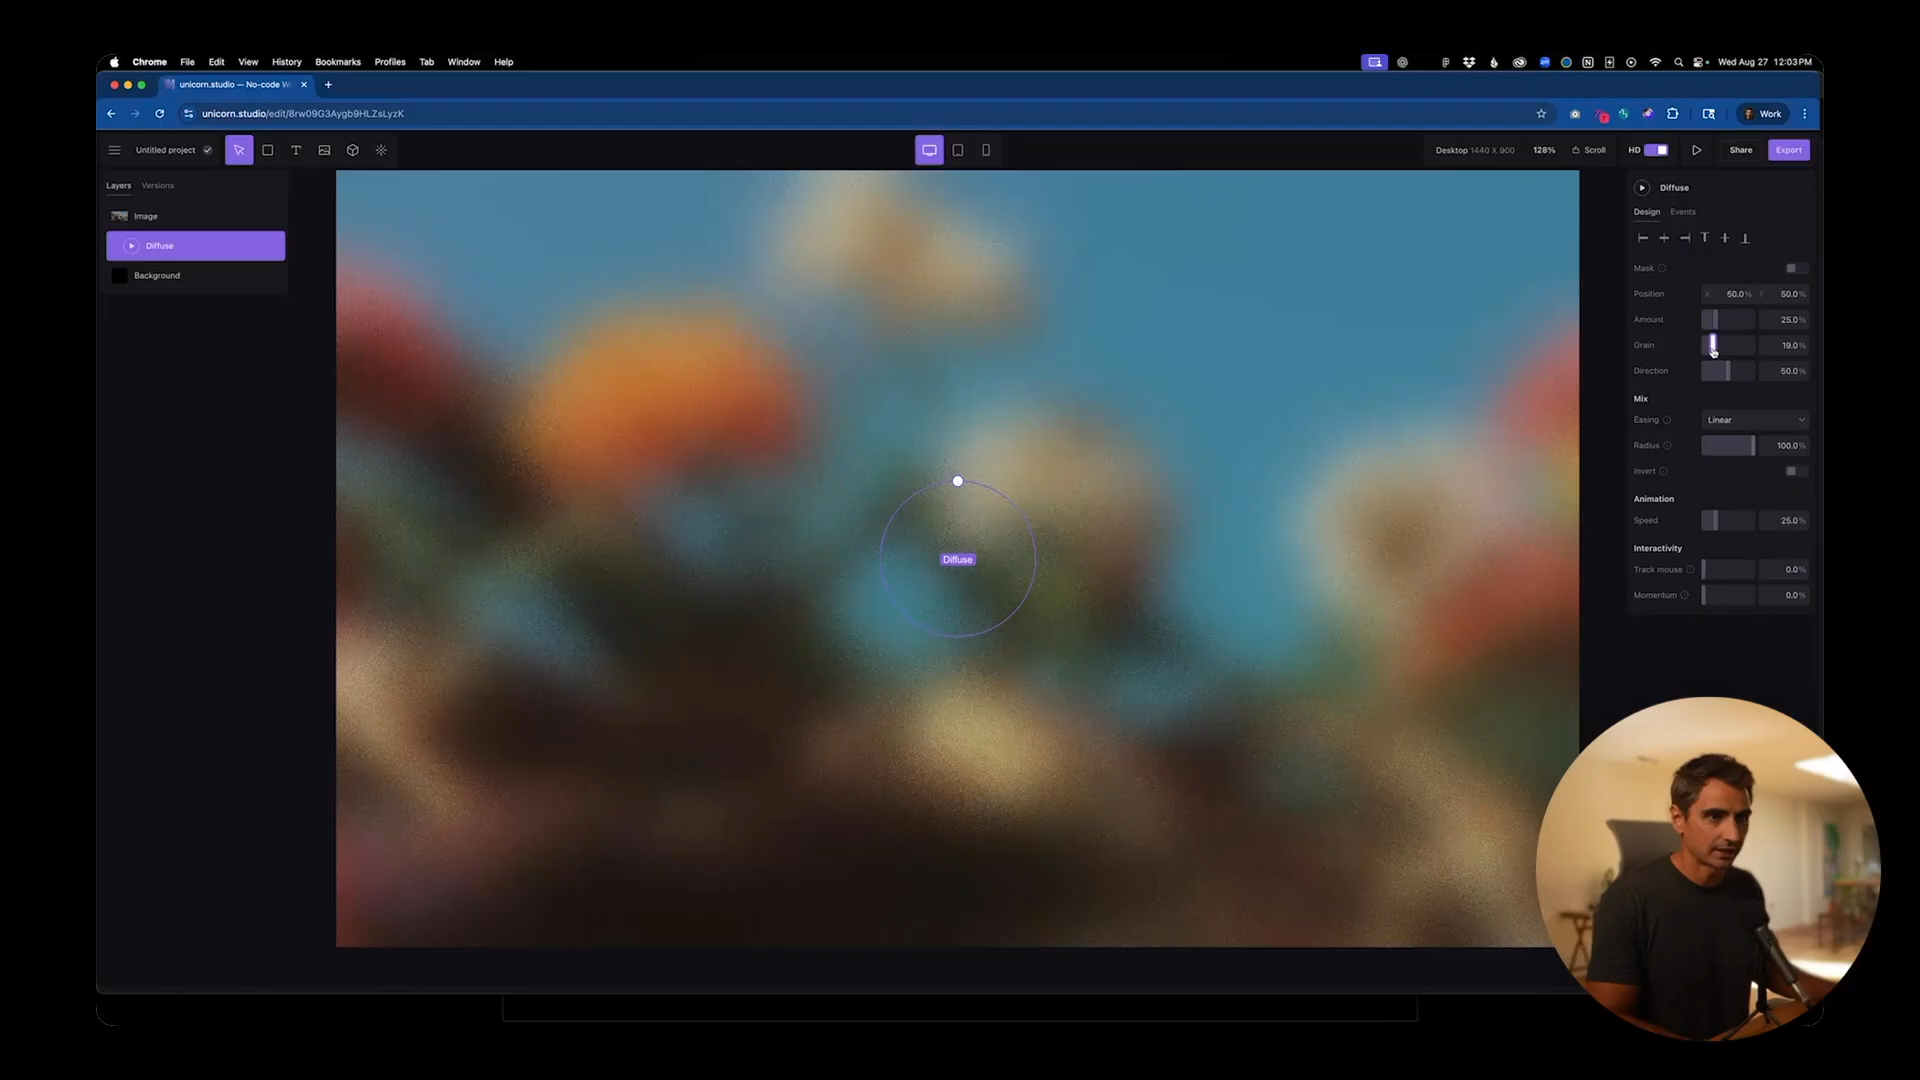 Chrome File Edit View History Bookmarks Profiles Tab Window Help
Wed Aug 27 12:03PM
unicorn.studio — No-code W
unicorn.studio/edit/8rw09G3Aygb9HLZsLyzK
Work
Untitled project
Desktop 1440 X 900 128% Scroll HD Share Export
Layers Versions
Image
Diffuse
Background
Diffuse
Diffuse
Design Events
Mask
Position X 50.0% Y 50.0%
Amount 25.0%
Grain 19.0%
Direction 50.0%
Mix
Easing Linear
Radius 100.0%
Invert
Animation
Speed 25.0%
Interactivity
Track mouse 0.0%
Momentum 0.0%